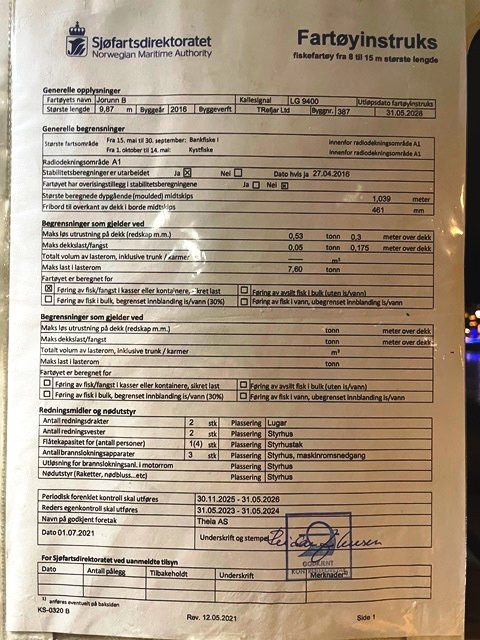 Sjøfartsdirektoratet
Norwegian Maritime Authority
Fartøyinstruks
fiskefartøy fra 8 til 15 m største lengde
Generelle opplysninger
Fartøyets navn Jorunn B Kallesignal LG 9400 Utløpsdato fartøyinstruks
Største lengde 9,87 m Byggeår 2016 Byggeverft Trefjar Ltd Byggnr. 387 31.05.2026
Generelle begrensninger
Største fartsområde Fra 15. mai til 30. september: Bankfiske I Innenfor radiodekningsområde A1
Fra 1. oktober til 14. mai: Kystfiske Innenfor radiodekningsområde A1
Radiodekningsområde A1
Stabilitetsberegninger er utarbeidet Ja ☒ Nei ☐ Dato hvis ja 27.04.2016
Fartøyet har overisingstillegg i stabilitetsberegningene Ja ☐ Nei ☒
Største beregnede dypgående (moulded) midtskips 1,039 meter
Fribord til overkant av dekk i borde midtskips 461 mm
Begrensninger som gjelder ved
Maks løs utrustning på dekk (redskap m.m.) 0,53 tonn 0,3 meter over dekk
Maks dekkslast/fangst 0,05 tonn 0,175 meter over dekk
Totalt volum av lasterom, inklusive trunk / karmer — m³
Maks last i lasterom 7,60 tonn
Fartøyet er beregnet for
☒ Føring av fisk/fangst i kasser eller kontainere, sikret last ☐ Føring av avsilt fisk i bulk (uten is/vann)
☐ Føring av fisk i bulk, begrenset innblanding is/vann (30%) ☐ Føring av fisk i vann, ubegrenset innblanding is/vann
Begrensninger som gjelder ved
Maks løs utrustning på dekk (redskap m.m.) tonn meter over dekk
Maks dekkslast/fangst tonn meter over dekk
Totalt volum av lasterom, inklusive trunk / karmer m³
Maks last i lasterom tonn
Fartøyet er beregnet for
☐ Føring av fisk/fangst i kasser eller kontainere, sikret last ☐ Føring av avsilt fisk i bulk (uten is/vann)
☐ Føring av fisk i bulk, begrenset innblanding is/vann (30%) ☐ Føring av fisk i vann, ubegrenset innblanding is/vann
Redningsmidler og nødutstyr
Antall redningsdrakter 2 stk Plassering Lugar
Antall redningsvester 2 stk Plassering Styrhus
Flåtekapasitet for (antall personer) 1(4) stk Plassering Styrhustak
Antall brannslokningsapparater 3 stk Plassering Styrhus, maskinromsnedgang
Utløsning for brannslokningsanl. i motorrom Plassering Styrhus
Nødutstyr (Raketter, nødbluss...etc) Plassering Styrhus
Periodisk forenklet kontroll skal utføres 30.11.2025 - 31.05.2026
Reders egenkontroll skal utføres 31.05.2023 - 31.05.2024
Navn på godkjent foretak Theia AS
Dato 01.07.2021 Underskrift og stempel
GODKJENT
For Sjøfartsdirektoratet ved uanmeldte tilsyn
Dato Antall pålegg Tilbakeholdt Underskrift Merknader¹⁾
¹⁾ anføres eventuelt på baksiden
KS-0320 B Rev. 12.05.2021 Side 1